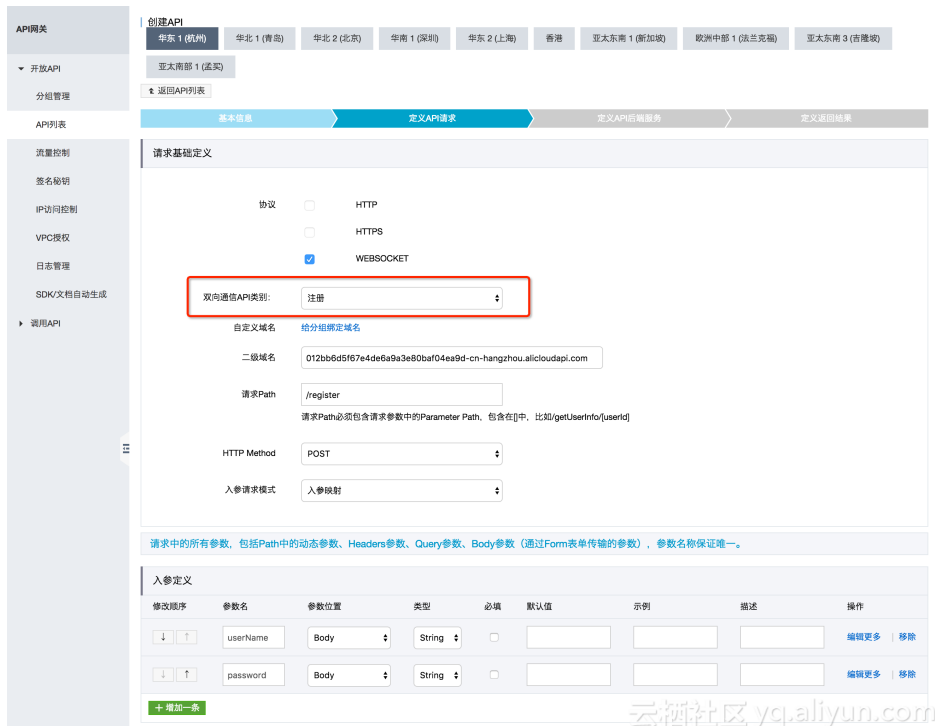 API网关
开放API
分组管理
API列表
流量控制
签名秘钥
IP访问控制
VPC授权
日志管理
SDK/文档自动生成
调用API
创建API
华东 1 (杭州) 华北 1 (青岛) 华北 2 (北京) 华南 1 (深圳) 华东 2 (上海) 香港 亚太东南 1 (新加坡) 欧洲中部 1 (法兰克福) 亚太东南 3 (吉隆坡)
亚太南部 1 (孟买)
返回API列表
基本信息 定义API请求 定义API后端服务 定义返回结果
请求基础定义
协议 HTTP
HTTPS
WEBSOCKET
双向通信API类别: 注册
自定义域名 给分组绑定域名
二级域名 012bb6d5f67e4de6a9a3e80baf04ea9d-cn-hangzhou.alicloudapi.com
请求Path /register
请求Path必须包含请求参数中的Parameter Path，包含在[]中，比如/getUserInfo/[userId]
HTTP Method POST
入参请求模式 入参映射
请求中的所有参数，包括Path中的动态参数、Headers参数、Query参数、Body参数（通过Form表单传输的参数），参数名称保证唯一。
入参定义
修改顺序 参数名 参数位置 类型 必填 默认值 示例 描述 操作
↓ ↑ userName Body String 编辑更多 | 移除
↓ ↑ password Body String 编辑更多 | 移除
+ 增加一条
云栖社区 yq.aliyun.com